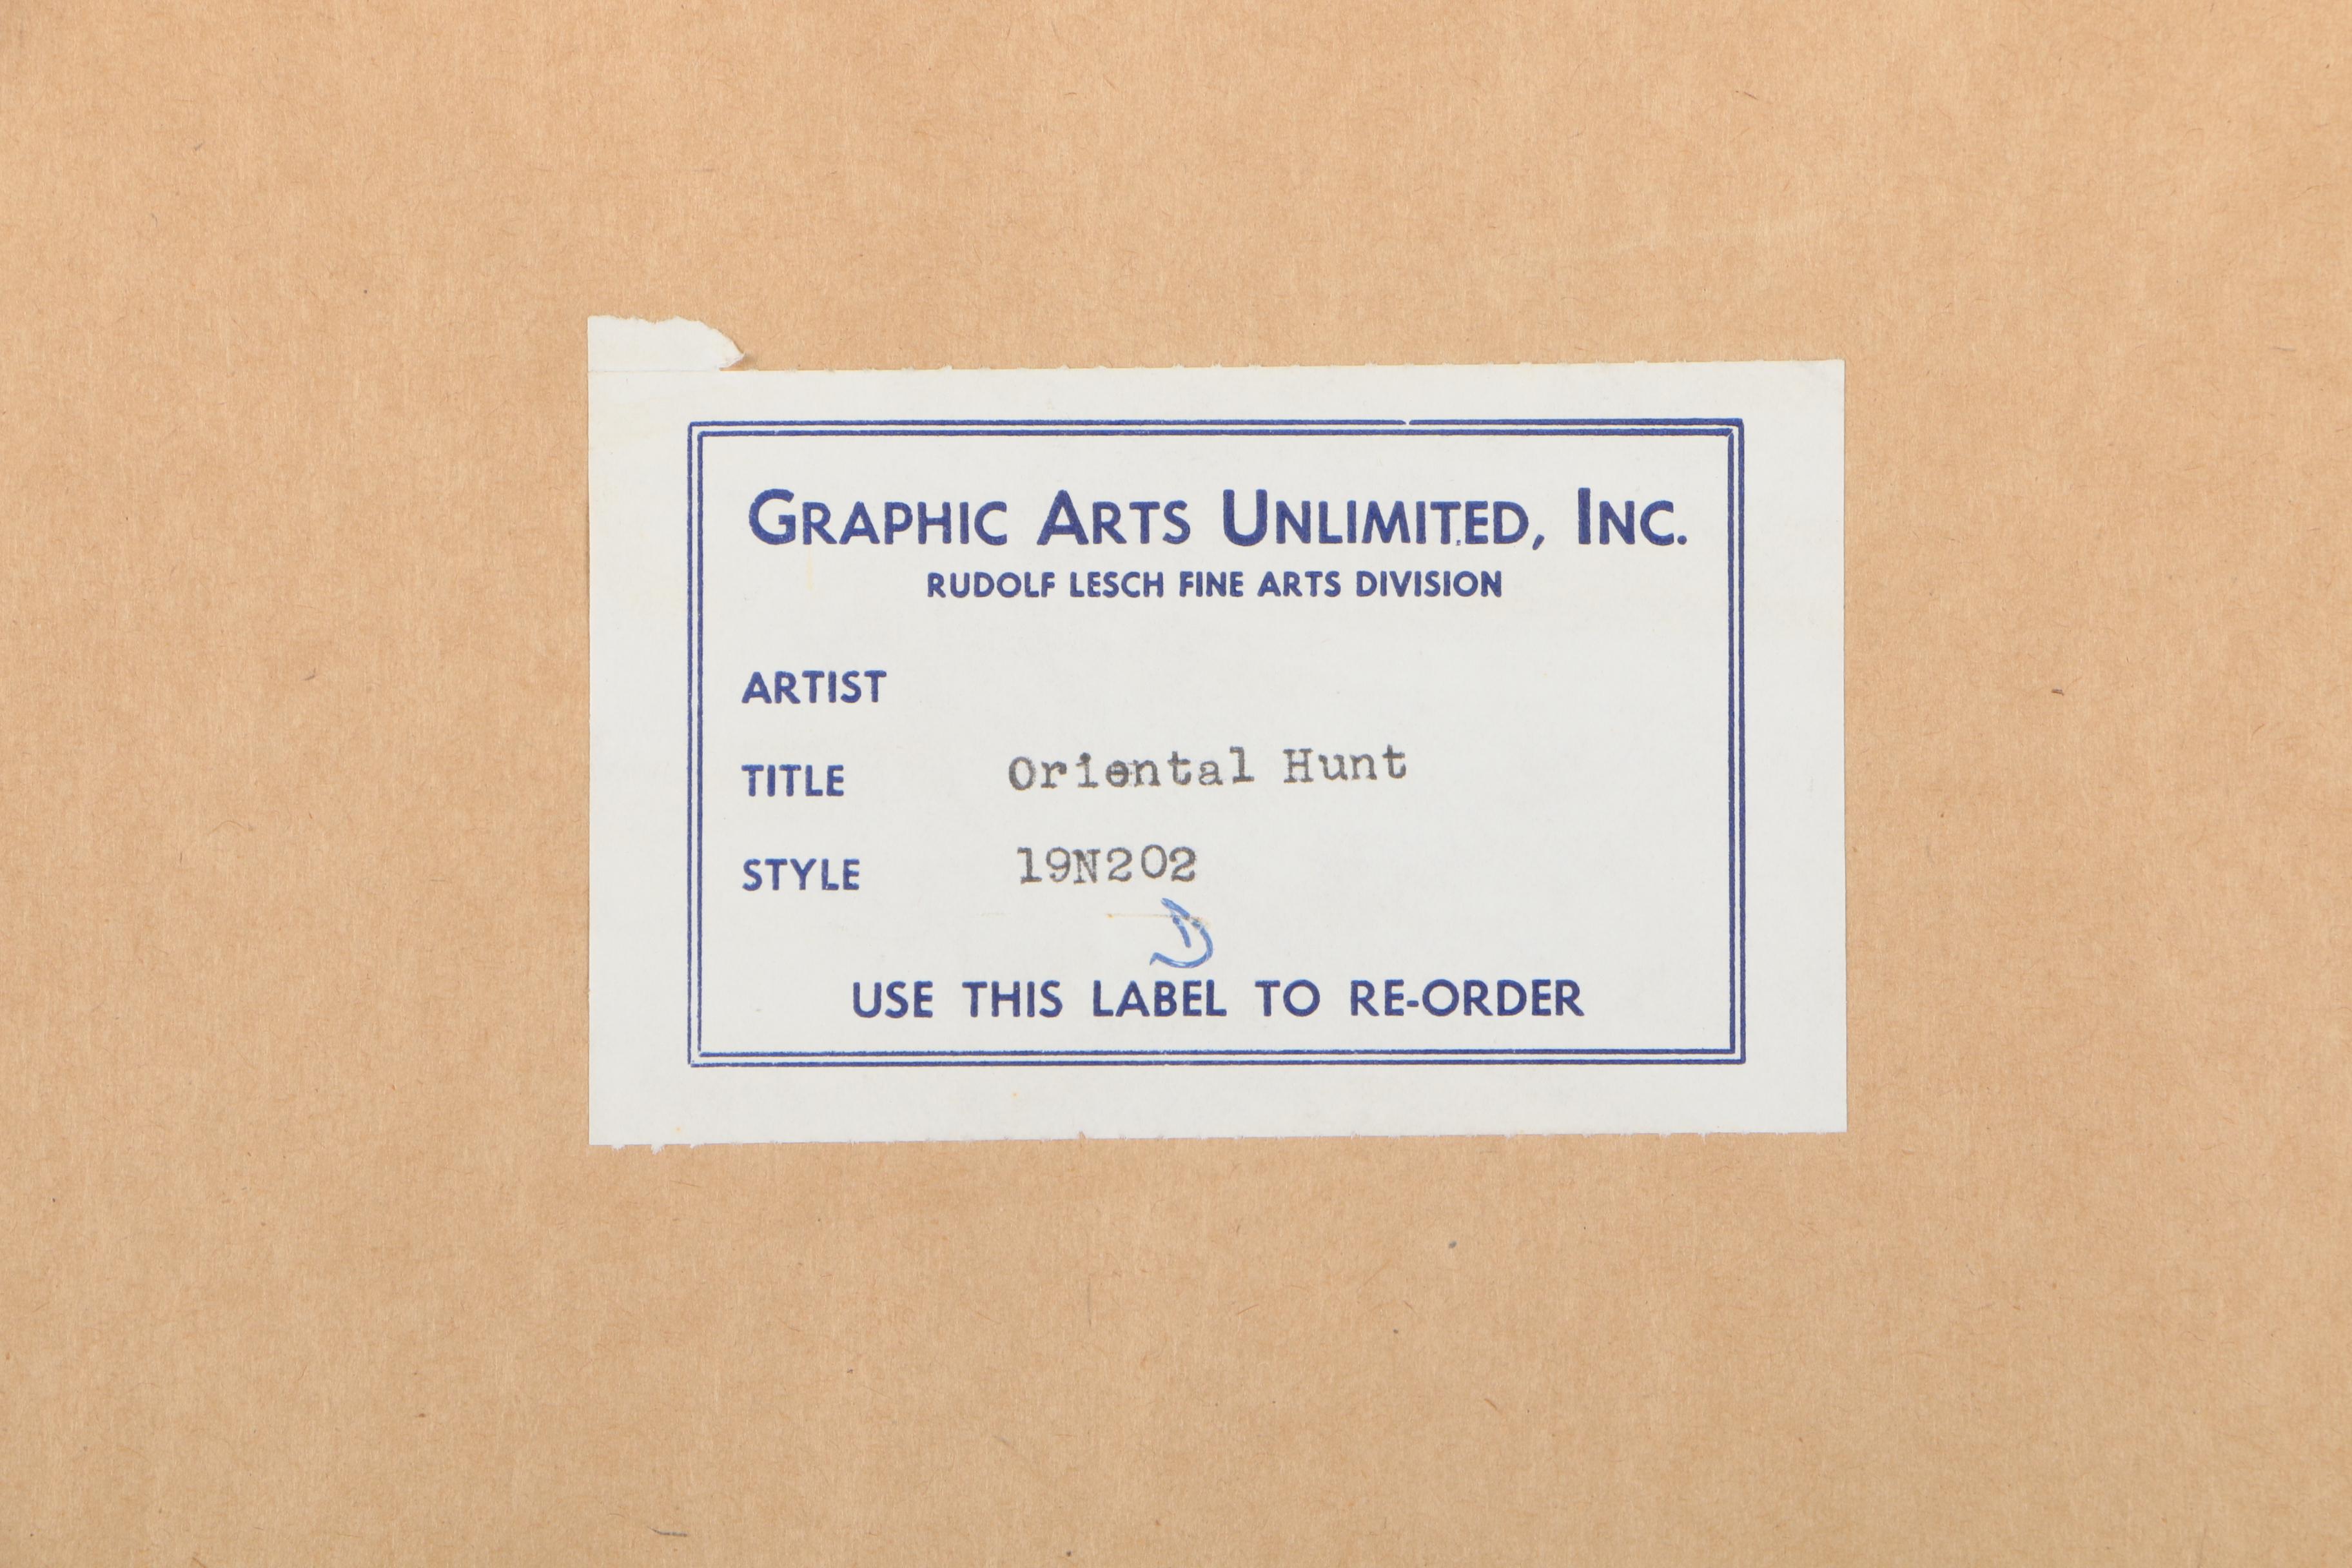 GRAPHIC ARTS UNLIMITED, INC.
RUDOLF LESCH FINE ARTS DIVISION
ARTIST
TITLE Oriental Hunt
STYLE 19N202
D
USE THIS LABEL TO RE-ORDER